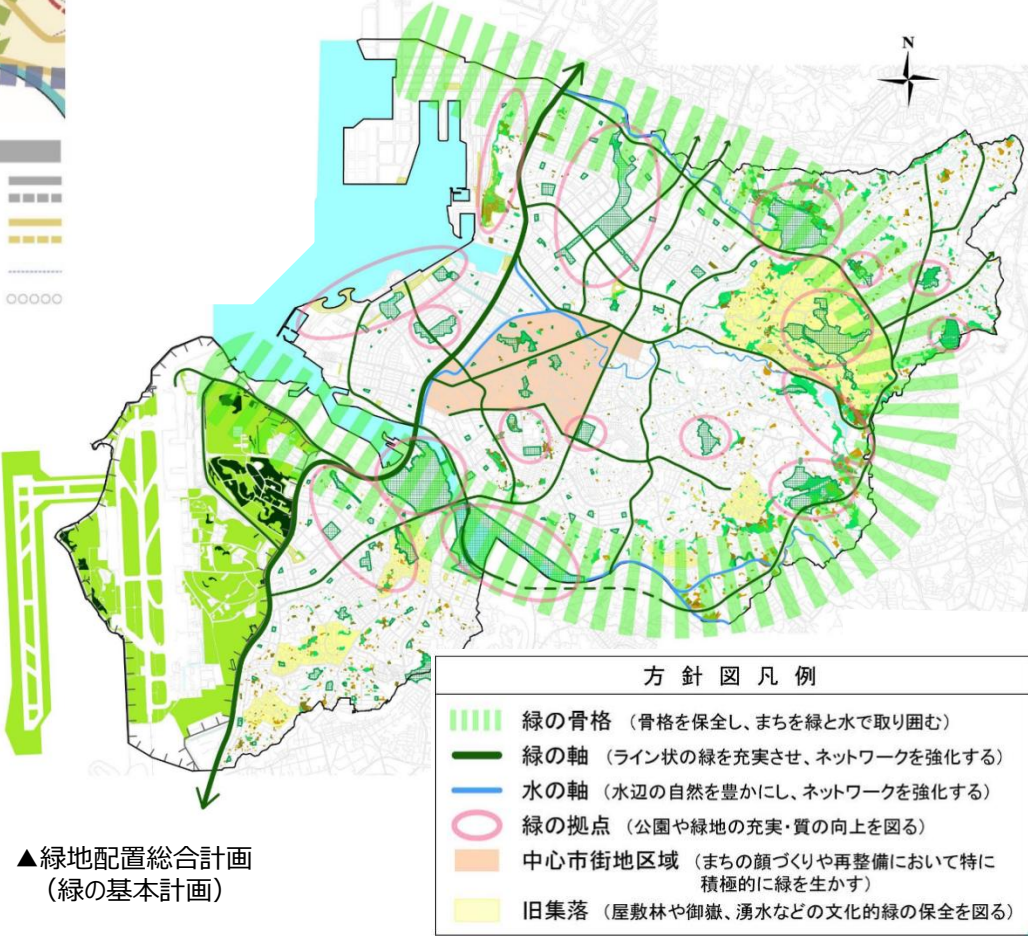 N
方針図凡例
緑の骨格 （骨格を保全し、まちを緑と水で取り囲む）
緑の軸 （ライン状の緑を充実させ、ネットワークを強化する）
水の軸 （水辺の自然を豊かにし、ネットワークを強化する）
緑の拠点 （公園や緑地の充実・質の向上を図る）
中心市街地区域 （まちの顔づくりや再整備において特に
積極的に緑を生かす）
旧集落 （屋敷林や御嶽、湧水などの文化的緑の保全を図る）
▲緑地配置総合計画
（緑の基本計画）